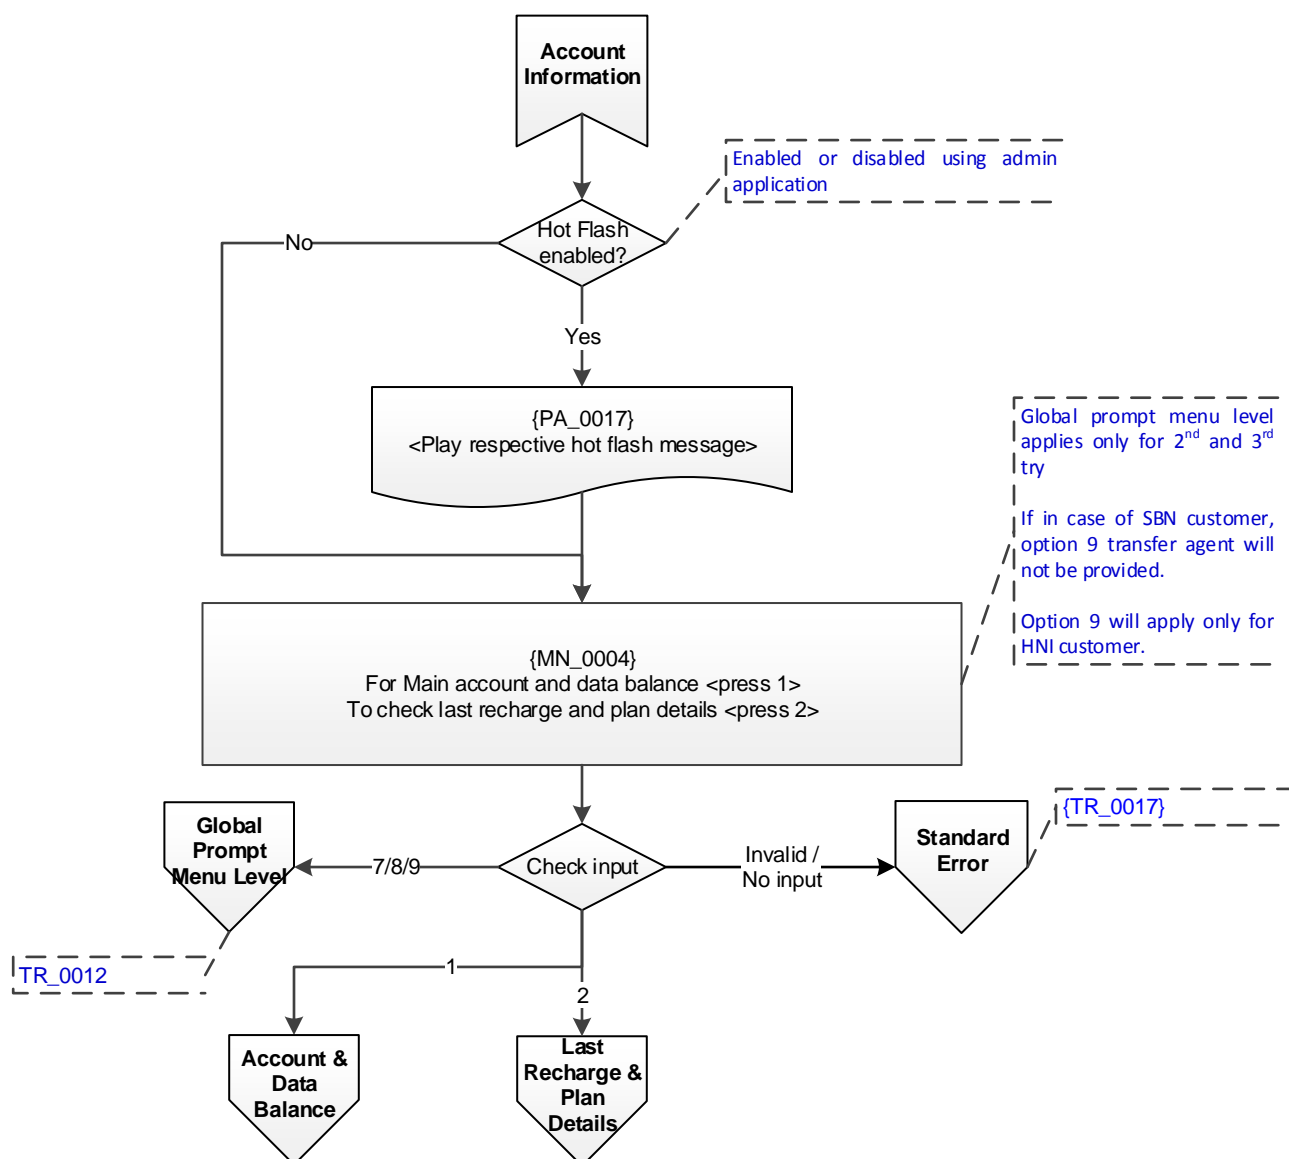 Account
Information
Enabled or disabled using admin
application
Hot Flash
enabled?
No
Yes
{PA_0017}
<Play respective hot flash message>
Global prompt menu level
applies only for 2nd and 3rd
try
If in case of SBN customer,
option 9 transfer agent will
not be provided.
Option 9 will apply only for
HNI customer.
{MN_0004}
For Main account and data balance <press 1>
To check last recharge and plan details <press 2>
Global
Prompt
Menu Level
7/8/9
Check input
Invalid /
No input
Standard
Error
{TR_0017}
TR_0012
1
2
Account &
Data
Balance
Last
Recharge &
Plan
Details